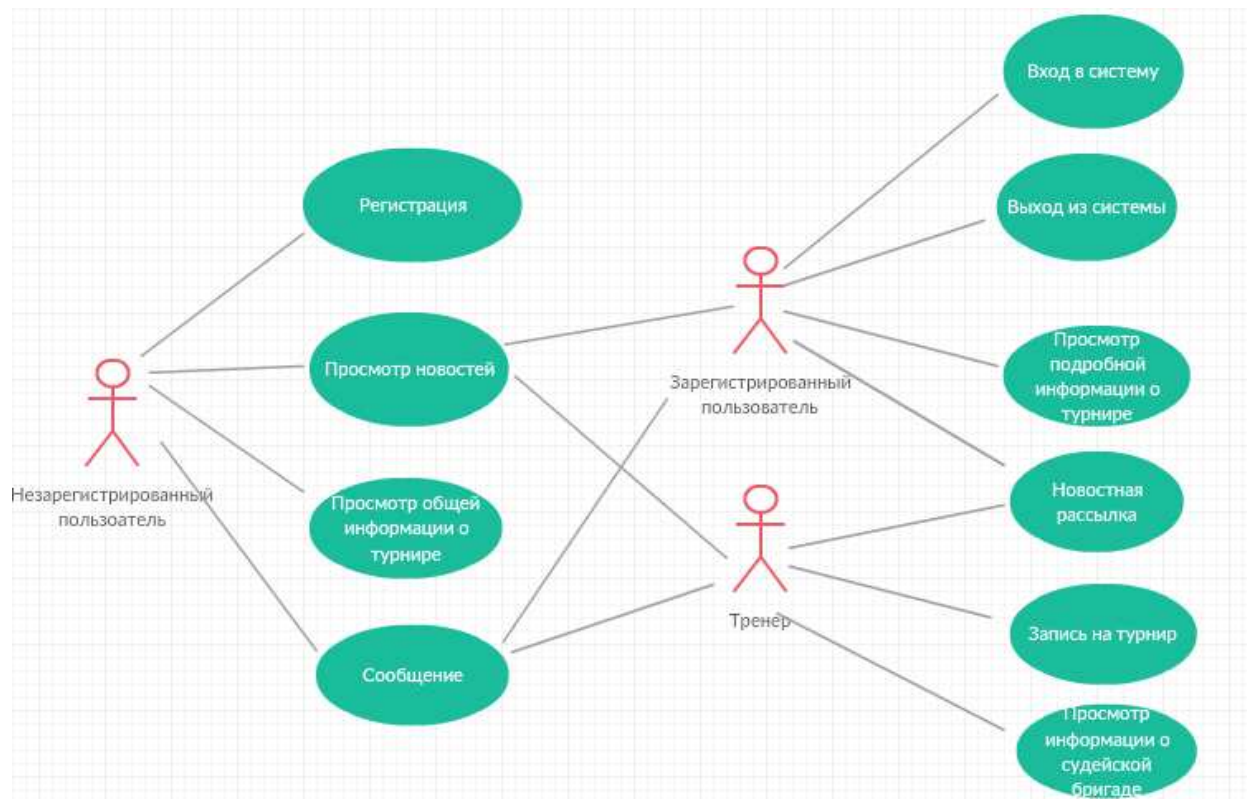 Вход в систему
Регистрация
Выход из системы
Просмотр новостей
Зарегистрированный
пользователь
Просмотр
подробной
информации о
турнире
Незарегистрированный
пользоатель
Просмотр общей
информации о
турнире
Новостная
рассылка
Тренер
Запись на турнир
Сообщение
Просмотр
информации о
судейской
бригаде